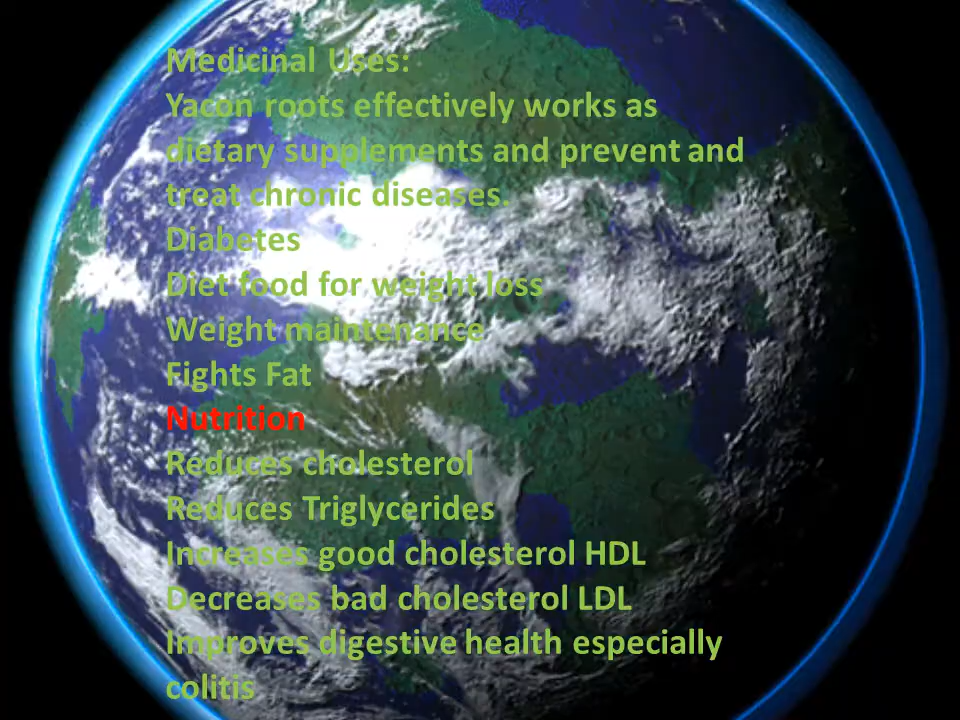 Medicinal Uses:
Yacon roots effectively works as
dietary supplements and prevent and
treat chronic diseases.
Diabetes
Diet food for weight loss
Weight maintenance
Fights Fat
Nutrition
Reduces cholesterol
Reduces Triglycerides
Increases good cholesterol HDL
Decreases bad cholesterol LDL
Improves digestive health especially
colitis